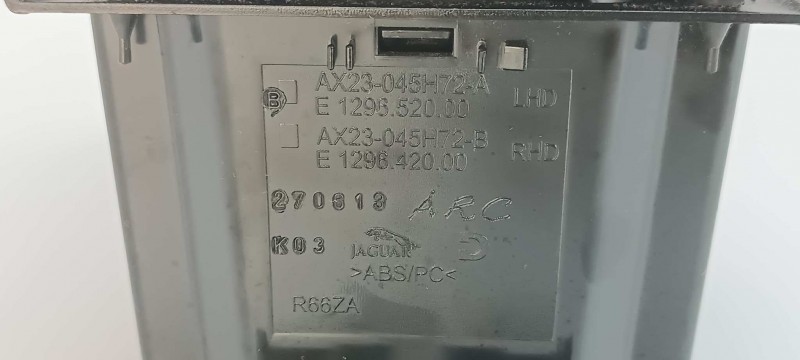 AX23-045H72-A
E 1296.520.00 LHD
AX23-045H72-B
E 1296.420.00 RHD
270613 ARC
K03 JAGUAR
>ABS/PC<
R66ZA